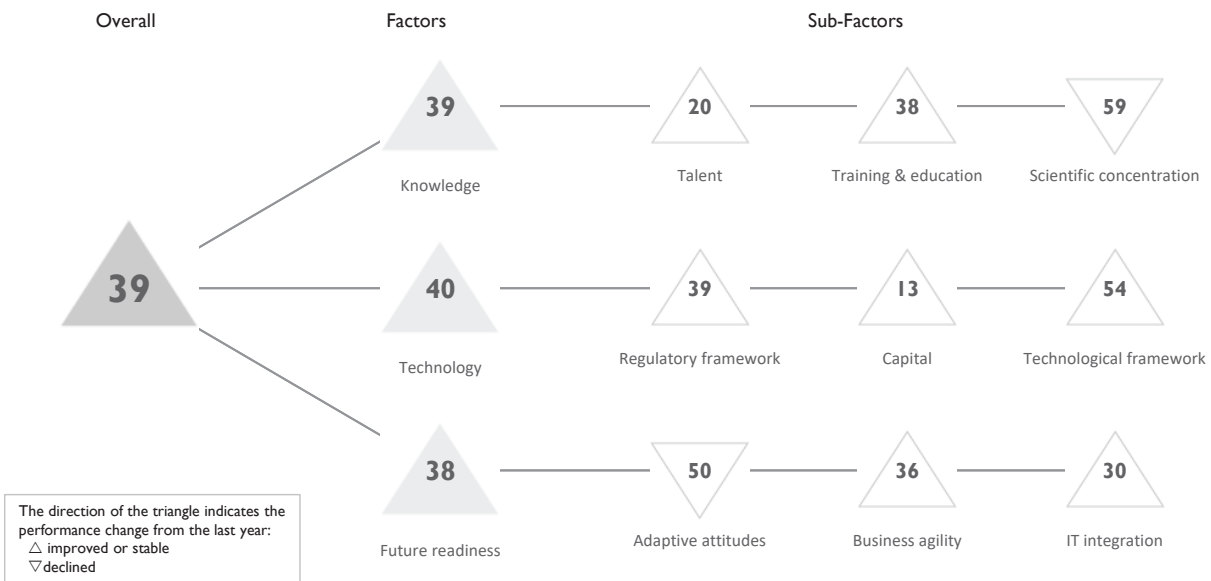 Overall
Factors
Sub-Factors
39
20
38
59
Knowledge
Talent
Training & education
Scientific concentration
39
40
39
13
54
Technology
Regulatory framework
Capital
Technological framework
38
50
36
30
Future readiness
Adaptive attitudes
Business agility
IT integration
The direction of the triangle indicates the
performance change from the last year:
△ improved or stable
▽ declined